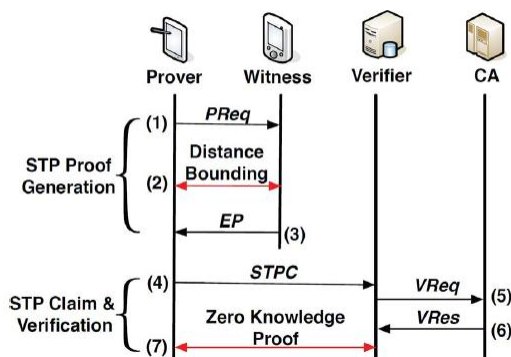 Prover Witness Verifier CA
(1) PReq
STP Proof
Generation
Distance
Bounding
(2)
EP
(3)
STP Claim &
Verification
(4) STPC
VReq (5)
VRes (6)
Zero Knowledge
Proof
(7)